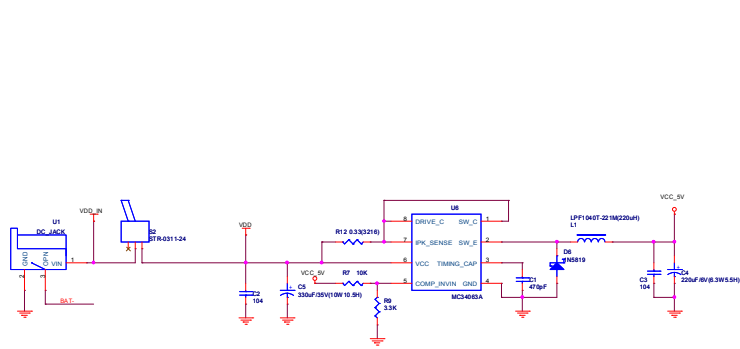 VCC_5V
U1
DC_JACK
GND
OPN
VIN
1
2
3
BAT-
VDD_IN
S2
STR-0311-24
VDD
C2
104
C5
330uF/35V(10W10.5H)
R12 0.33(3216)
VCC_5V
R7 10K
R9
3.3K
U6
8 DRIVE_C SW_C 1
7 IPK_SENSE SW_E 2
6 VCC TIMING_CAP 3
5 COMP_INVIN GND 4
MC34063A
C1
470pF
D6
1N5819
LPF1040T-221M(220uH)
L1
C3
104
C4
220uF/6V(6.3W5.5H)